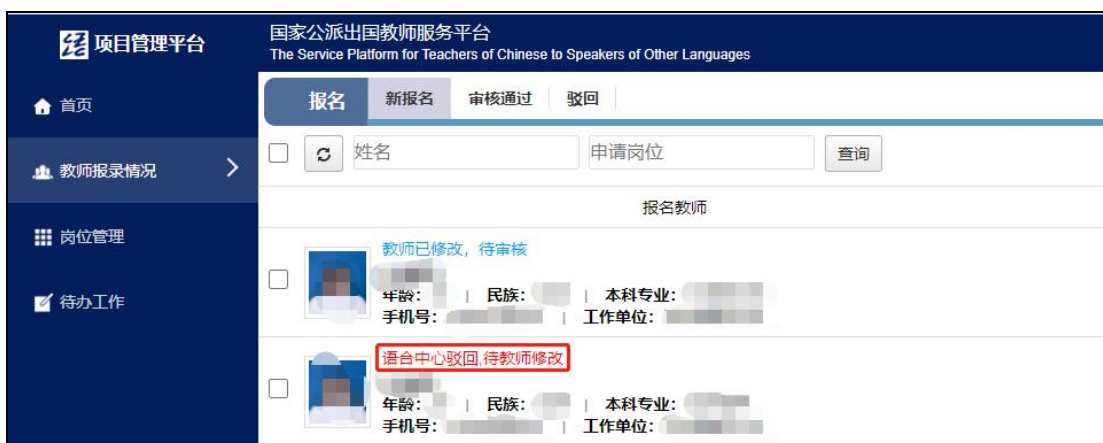 项目管理平台
国家公派出国教师服务平台
The Service Platform for Teachers of Chinese to Speakers of Other Languages
首页
教师报录情况
岗位管理
待办工作
报名 新报名 审核通过 驳回
姓名 申请岗位 查询
报名教师
教师已修改，待审核
年龄： | 民族： | 本科专业：
手机号： | 工作单位：
语合中心驳回,待教师修改
年龄： | 民族： | 本科专业：
手机号： | 工作单位：